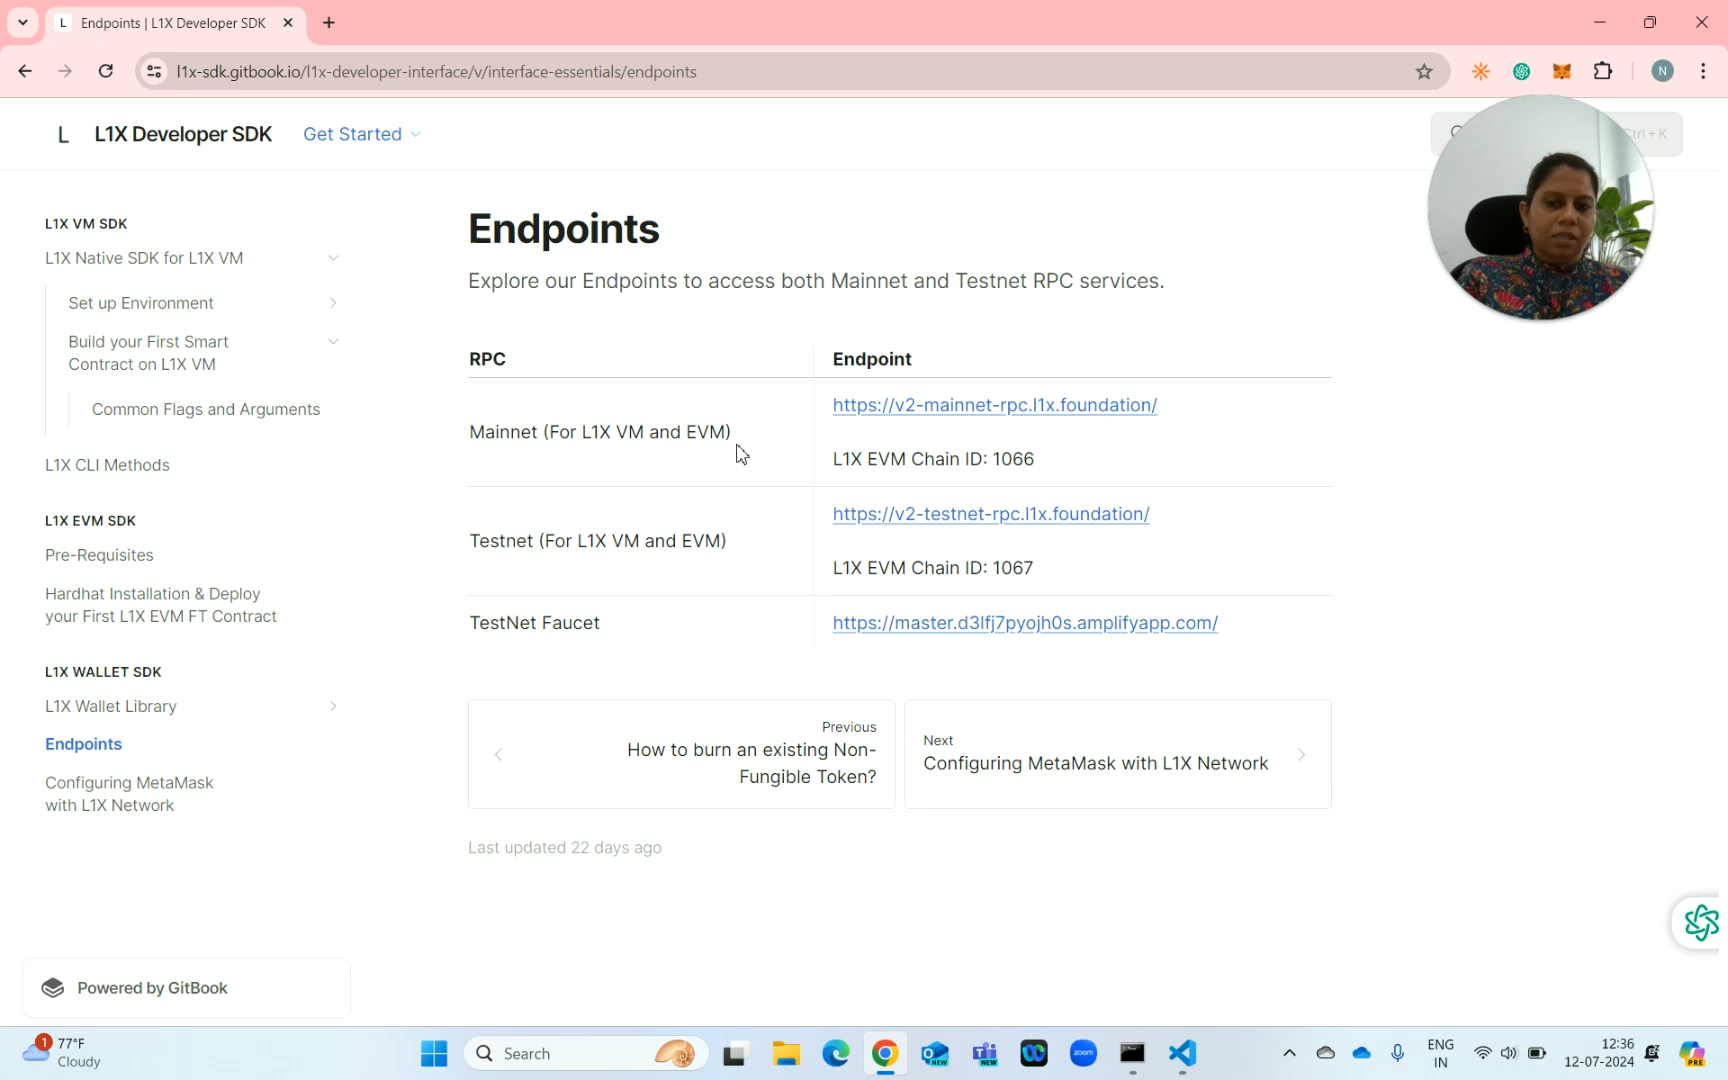 L Endpoints | L1X Developer SDK
l1x-sdk.gitbook.io/l1x-developer-interface/v/interface-essentials/endpoints
N
L L1X Developer SDK Get Started
Ctrl + K
L1X VM SDK
L1X Native SDK for L1X VM
Set up Environment
Build your First Smart
Contract on L1X VM
Common Flags and Arguments
L1X CLI Methods
L1X EVM SDK
Pre-Requisites
Hardhat Installation & Deploy
your First L1X EVM FT Contract
L1X WALLET SDK
L1X Wallet Library
Endpoints
Configuring MetaMask
with L1X Network
Powered by GitBook
Endpoints
Explore our Endpoints to access both Mainnet and Testnet RPC services.
RPC Endpoint
Mainnet (For L1X VM and EVM)
https://v2-mainnet-rpc.l1x.foundation/
L1X EVM Chain ID: 1066
Testnet (For L1X VM and EVM)
https://v2-testnet-rpc.l1x.foundation/
L1X EVM Chain ID: 1067
TestNet Faucet https://master.d3lfj7pyojh0s.amplifyapp.com/
Previous
How to burn an existing Non-
Fungible Token?
Next
Configuring MetaMask with L1X Network
Last updated 22 days ago
1
77°F
Cloudy
Search
NEW
NEW
zoom
ENG
IN
12:36
12-07-2024
PRE